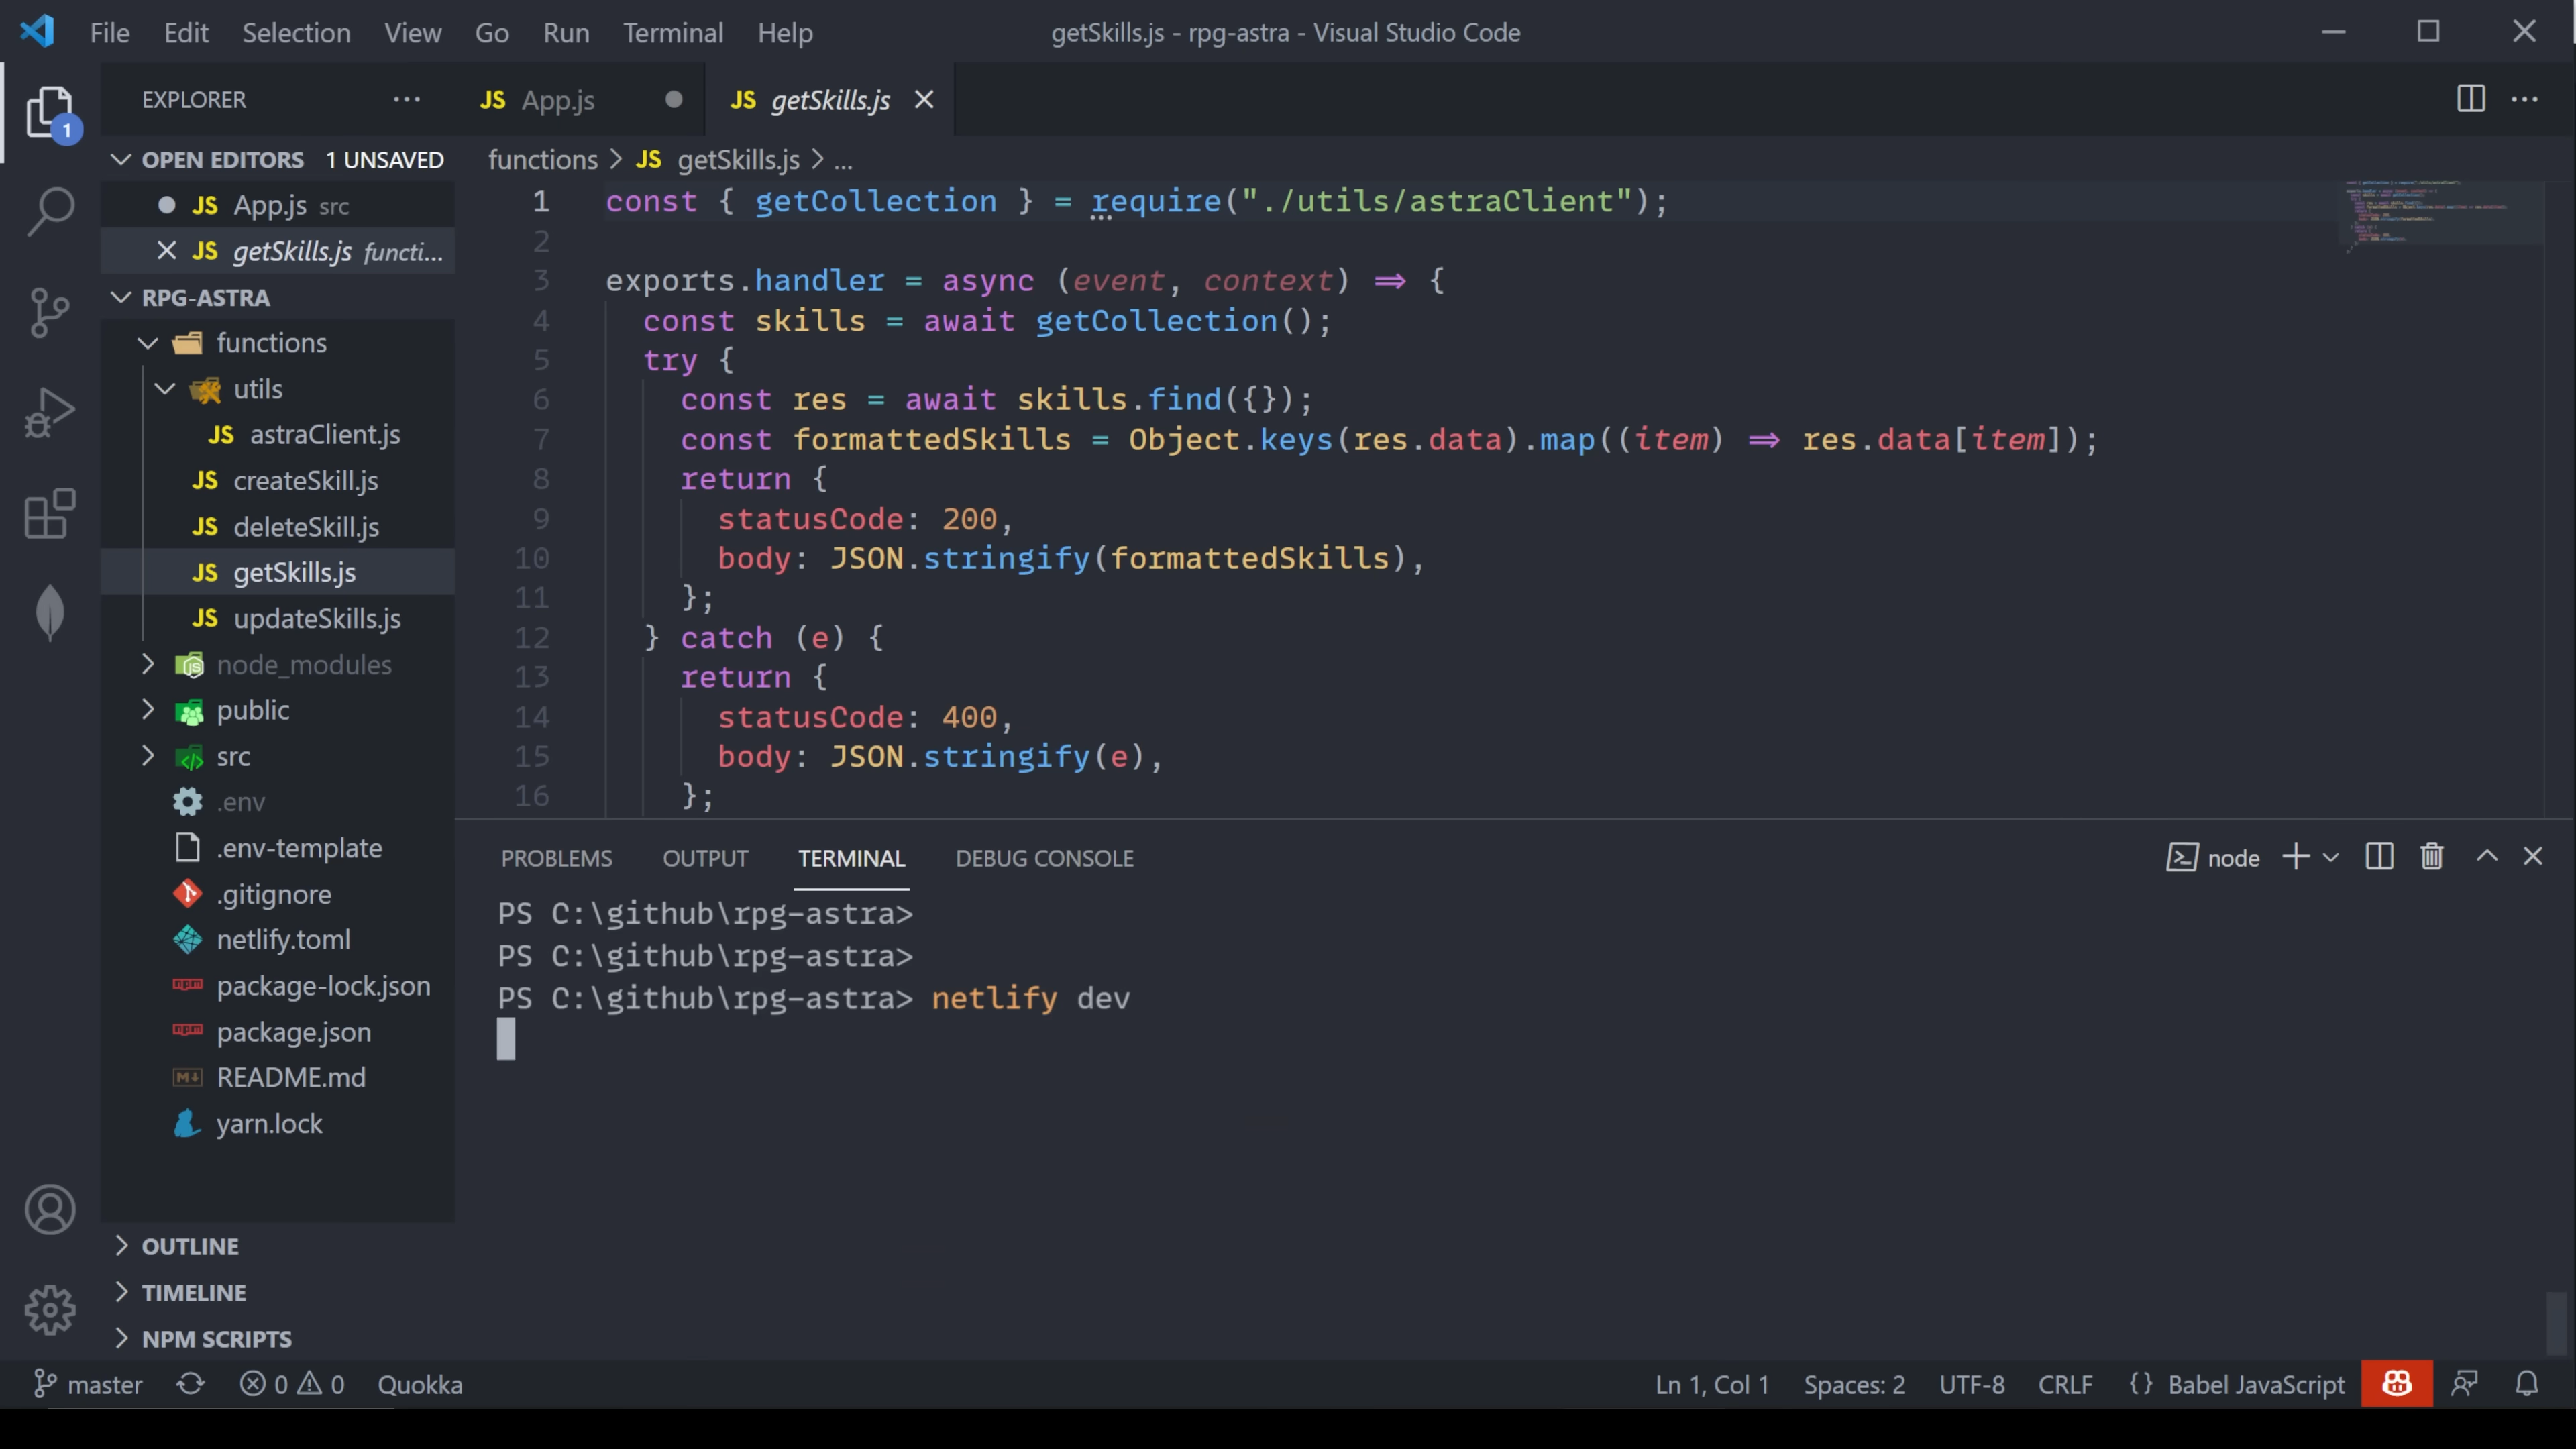 File Edit Selection View Go Run Terminal Help getSkills.js - rpg-astra - Visual Studio Code
EXPLORER ... JS App.js JS getSkills.js
1
OPEN EDITORS 1 UNSAVED
JS App.js src
JS getSkills.js functi...
RPG-ASTRA
functions
utils
JS astraClient.js
JS createSkill.js
JS deleteSkill.js
JS getSkills.js
JS updateSkills.js
node_modules
public
src
.env
.env-template
.gitignore
netlify.toml
package-lock.json
package.json
README.md
yarn.lock
OUTLINE
TIMELINE
NPM SCRIPTS
functions > JS getSkills.js > ...
1 const { getCollection } = require("./utils/astraClient");
2
3 exports.handler = async (event, context) ⇒ {
4 const skills = await getCollection();
5 try {
6 const res = await skills.find({});
7 const formattedSkills = Object.keys(res.data).map((item) ⇒ res.data[item]);
8 return {
9 statusCode: 200,
10 body: JSON.stringify(formattedSkills),
11 };
12 } catch (e) {
13 return {
14 statusCode: 400,
15 body: JSON.stringify(e),
16 };
PROBLEMS OUTPUT TERMINAL DEBUG CONSOLE node
PS C:\github\rpg-astra>
PS C:\github\rpg-astra>
PS C:\github\rpg-astra> netlify dev
master 0 0 Quokka Ln 1, Col 1 Spaces: 2 UTF-8 CRLF {} Babel JavaScript